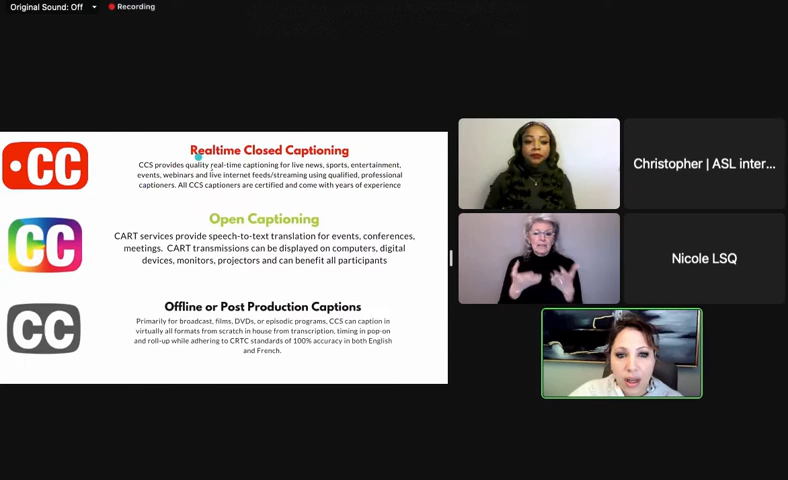 Original Sound: Off
Recording
CC
Realtime Closed Captioning
CCS provides quality real-time captioning for live news, sports, entertainment,
events, webinars and live internet feeds/streaming using qualified, professional
captioners. All CCS captioners are certified and come with years of experience
CC
Open Captioning
CART services provide speech-to-text translation for events, conferences,
meetings. CART transmissions can be displayed on computers, digital
devices, monitors, projectors and can benefit all participants
CC
Offline or Post Production Captions
Primarily for broadcast, films, DVDs, or episodic programs, CCS can caption in
virtually all formats from scratch in house from transcription, timing in pop-on
and roll-up while adhering to CRTC standards of 100% accuracy in both English
and French.
Christopher | ASL inter...
Nicole LSQ